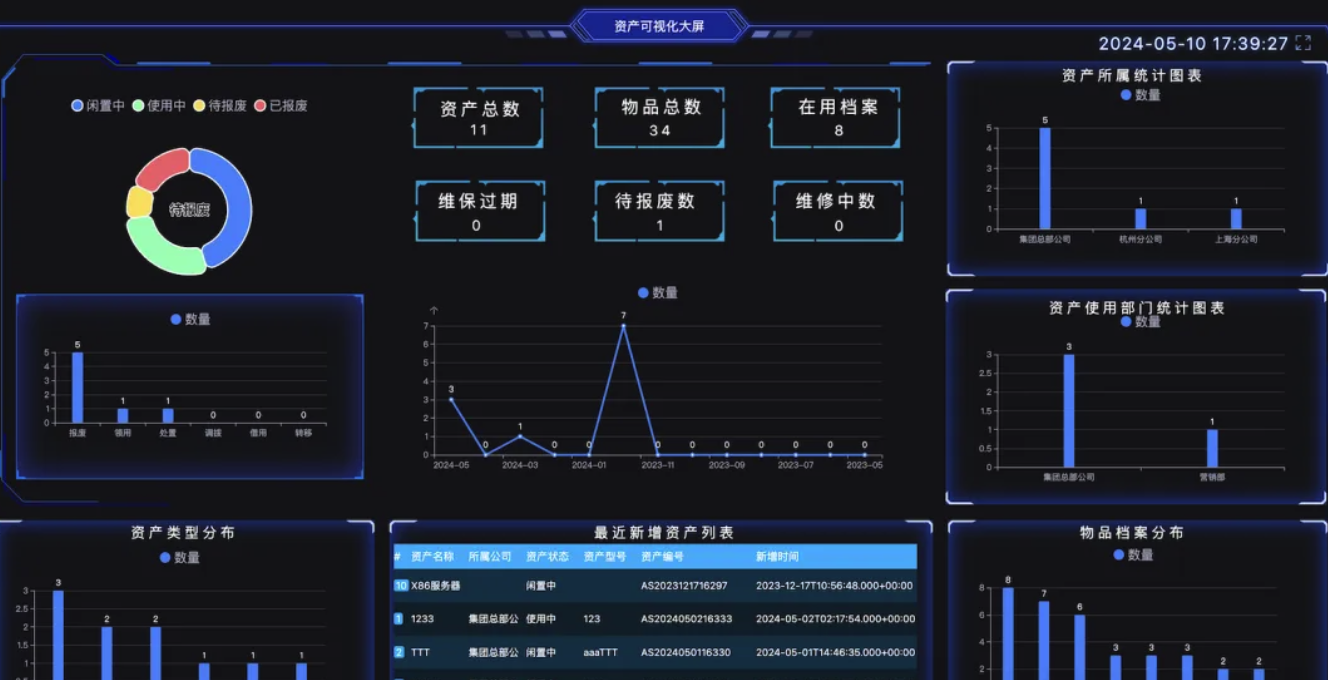 资产可视化大屏
2024-05-10 17:39:27
闲置中 使用中 待报废 已报废
待报废
资产总数
11
物品总数
34
在用档案
8
维保过期
0
待报废数
1
维修中数
0
数量
5
4
3
2
1
0
5 1 1 0 0 0
报废 领用 处置 调拨 借用 转移
数量
7
6
5
4
3
2
1
0
3 0 1 0 0 7 0 0 0 0 0 0 0
2024-05 2024-03 2024-01 2023-11 2023-09 2023-07 2023-05
资产所属统计图表
数量
5
4
3
2
1
0
5 1 1
集团总部公司 杭州分公司 上海分公司
资产使用部门统计图表
数量
3
2.5
2
1.5
1
0.5
0
3 1
集团总部公司 营销部
资产类型分布
数量
3
2.5
2
1.5
1
3 2 2 1 1 1
最近新增资产列表
# 资产名称 所属公司 资产状态 资产型号 资产编号 新增时间
10 X86服务器 闲置中 AS2023121716297 2023-12-17T10:56:48.000+00:00
1 1233 集团总部公 使用中 123 AS2024050216333 2024-05-02T02:17:54.000+00:00
2 TTT 集团总部公 闲置中 aaaTTT AS2024050116330 2024-05-01T14:46:35.000+00:00
物品档案分布
数量
8
6
4
2
8 7 6 3 3 3 2 2